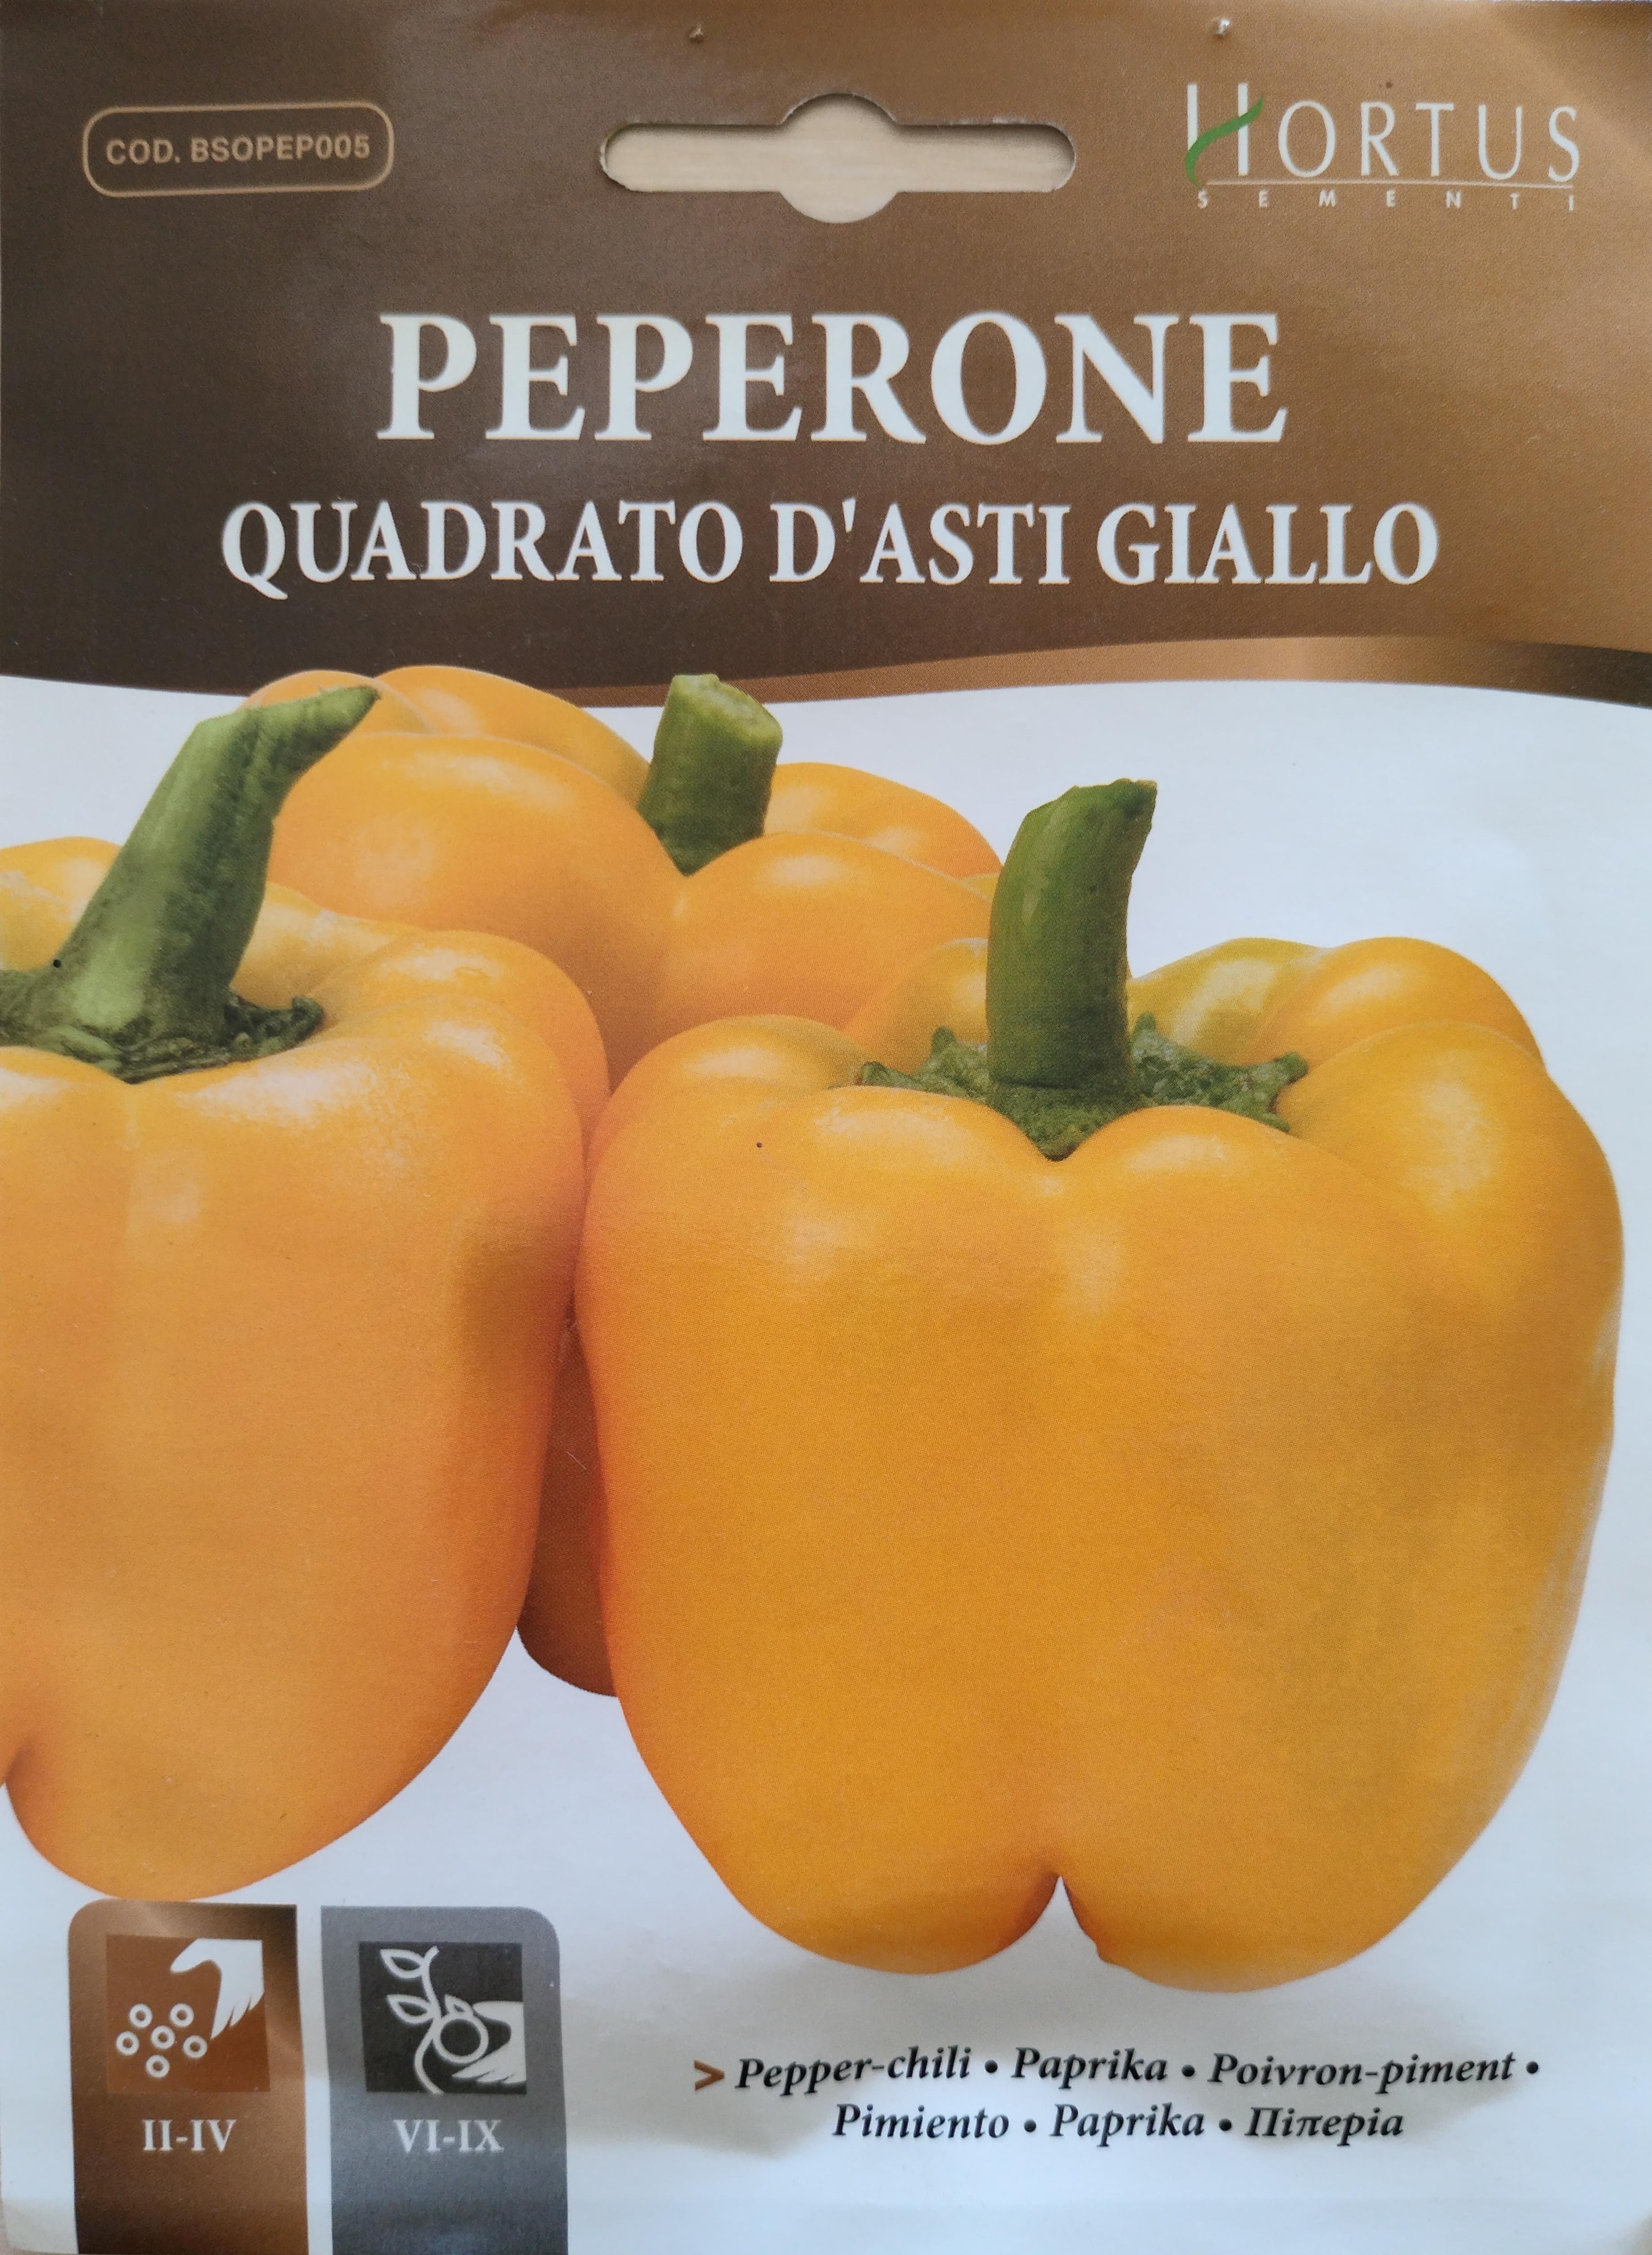 COD. BSOPEP005
HORTUS
SEMENTI
PEPERONE
QUADRATO D'ASTI GIALLO
II-IV
VI-IX
> Pepper-chili • Paprika • Poivron-piment •
Pimiento • Paprika • Πiπερiα